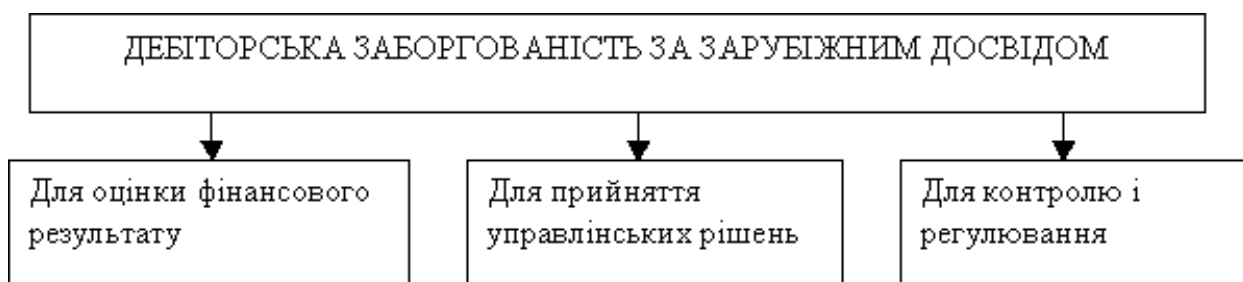 ДЕБІТОРСЬКА ЗАБОРГОВАНІСТЬ ЗА ЗАРУБІЖНИМ ДОСВІДОМ
Для оцінки фінансового
результату
Для прийняття
управлінських рішень
Для контролю і
регулювання